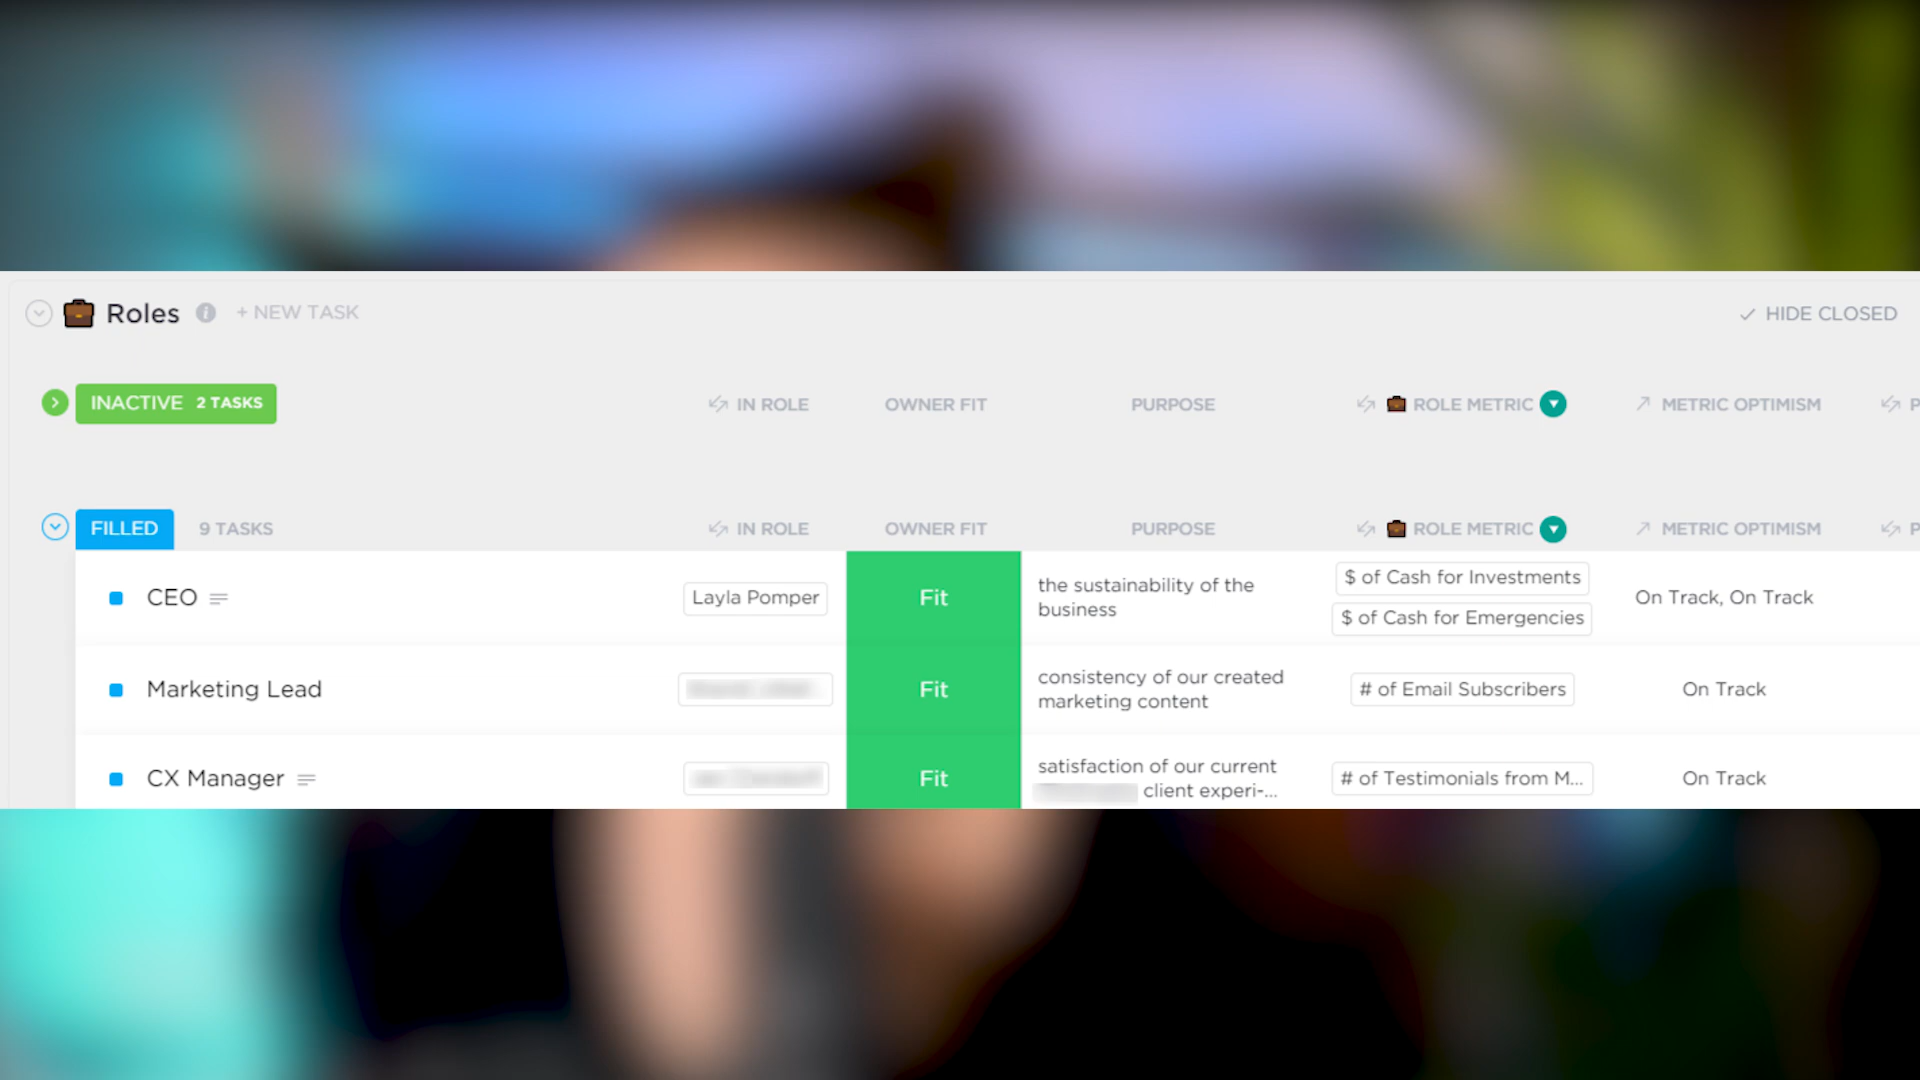 Roles + NEW TASK HIDE CLOSED
INACTIVE 2 TASKS IN ROLE OWNER FIT PURPOSE ROLE METRIC METRIC OPTIMISM
FILLED 9 TASKS IN ROLE OWNER FIT PURPOSE ROLE METRIC METRIC OPTIMISM
CEO Layla Pomper Fit
the sustainability of the
business
$ of Cash for Investments
$ of Cash for Emergencies
On Track, On Track
Marketing Lead Fit
consistency of our created
marketing content
# of Email Subscribers On Track
CX Manager Fit
satisfaction of our current
client experi-...
# of Testimonials from M... On Track